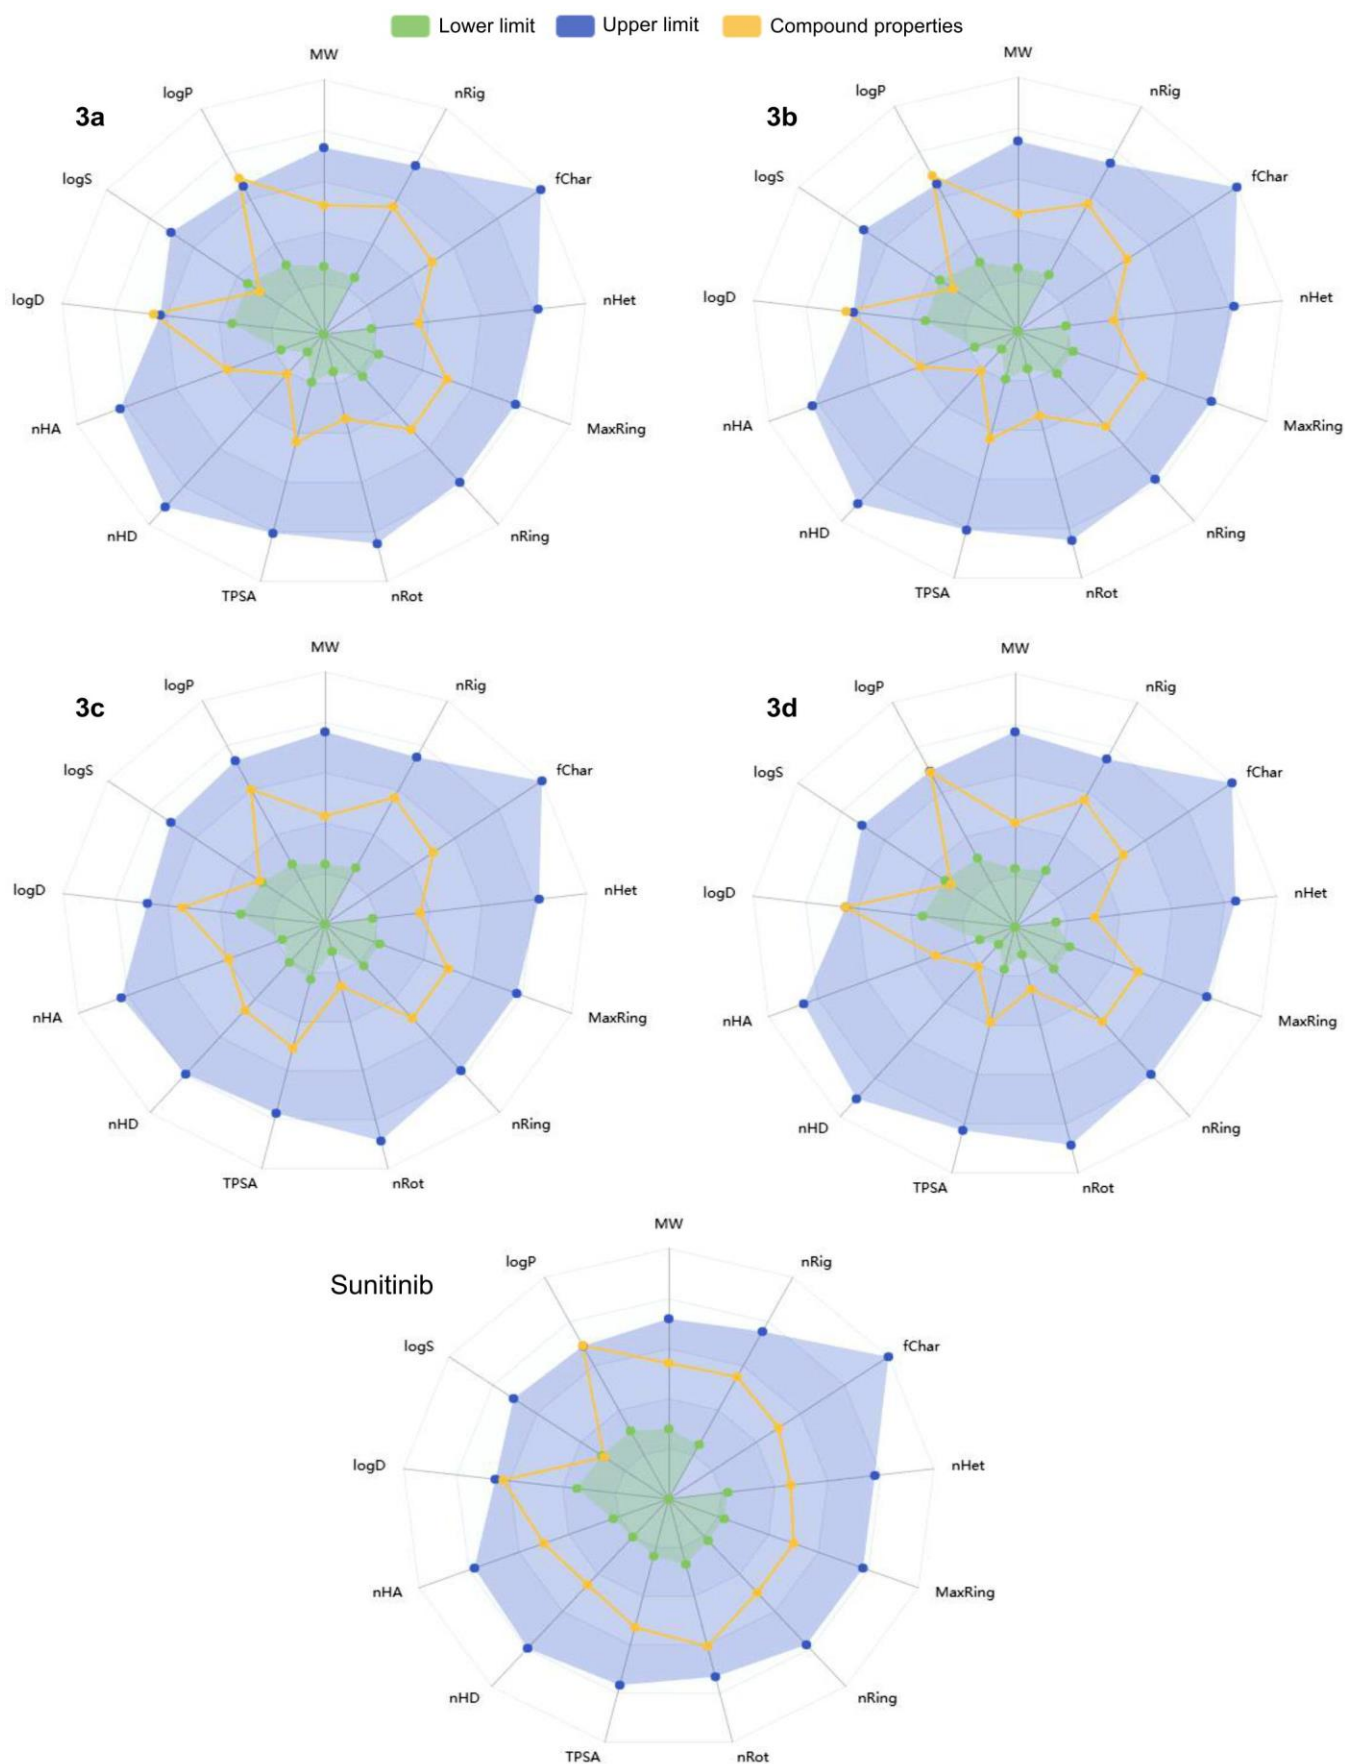 Lower limit Upper limit Compound properties
3a
MW
nRig
fChar
nHet
MaxRing
nRing
nRot
TPSA
nHD
nHA
logD
logS
logP
3b
MW
nRig
fChar
nHet
MaxRing
nRing
nRot
TPSA
nHD
nHA
logD
logS
logP
3c
MW
nRig
fChar
nHet
MaxRing
nRing
nRot
TPSA
nHD
nHA
logD
logS
logP
3d
MW
nRig
fChar
nHet
MaxRing
nRing
nRot
TPSA
nHD
nHA
logD
logS
logP
Sunitinib
MW
nRig
fChar
nHet
MaxRing
nRing
nRot
TPSA
nHD
nHA
logD
logS
logP